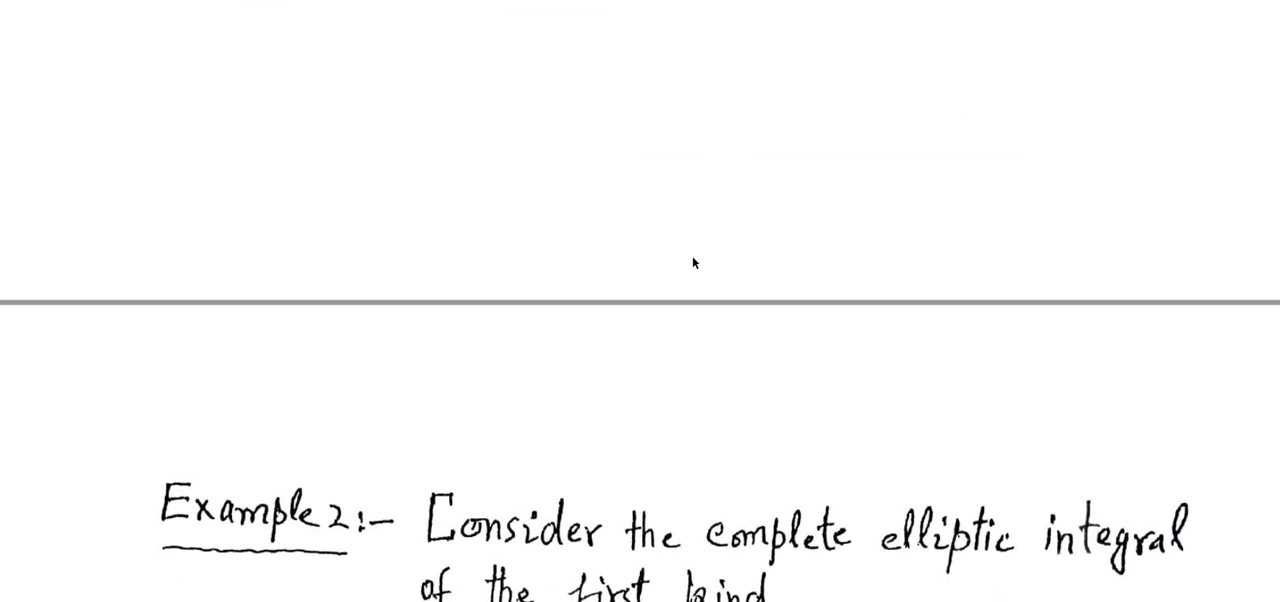 Example 2:- Consider the complete elliptic integral
of the first kind